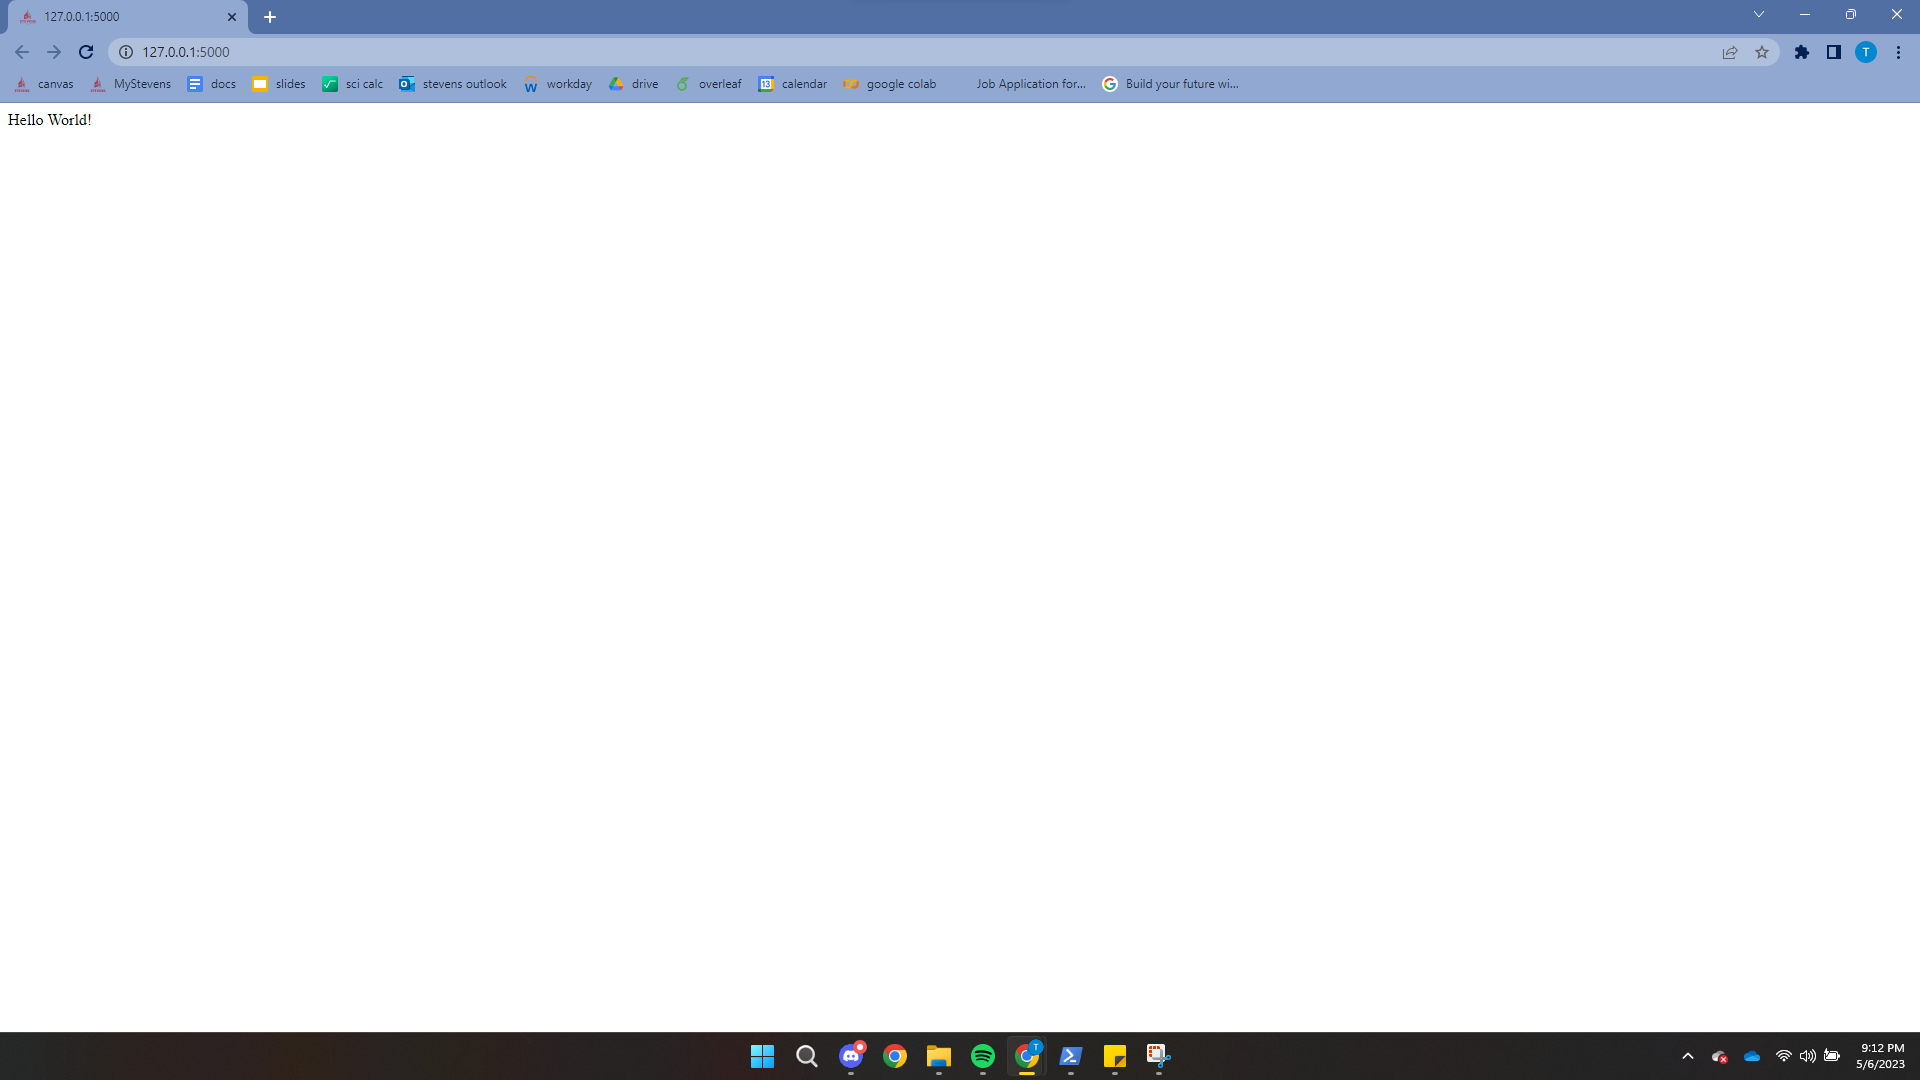 127.0.0.1:5000
127.0.0.1:5000
T
canvas
MyStevens
docs
slides
sci calc
stevens outlook
workday
drive
overleaf
13
calendar
google colab
Job Application for...
Build your future wi...
Hello World!
T
9:12 PM
5/6/2023